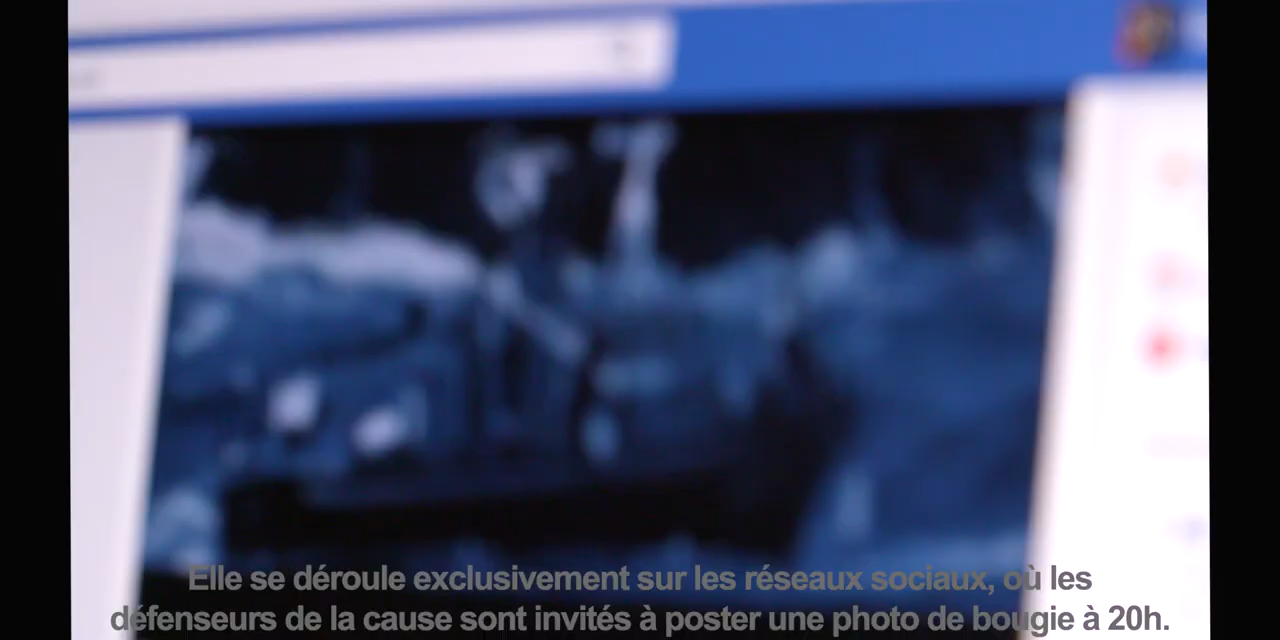 Elle se déroule exclusivement sur les réseaux sociaux, où les
défenseurs de la cause sont invités à poster une photo de bougie à 20h.